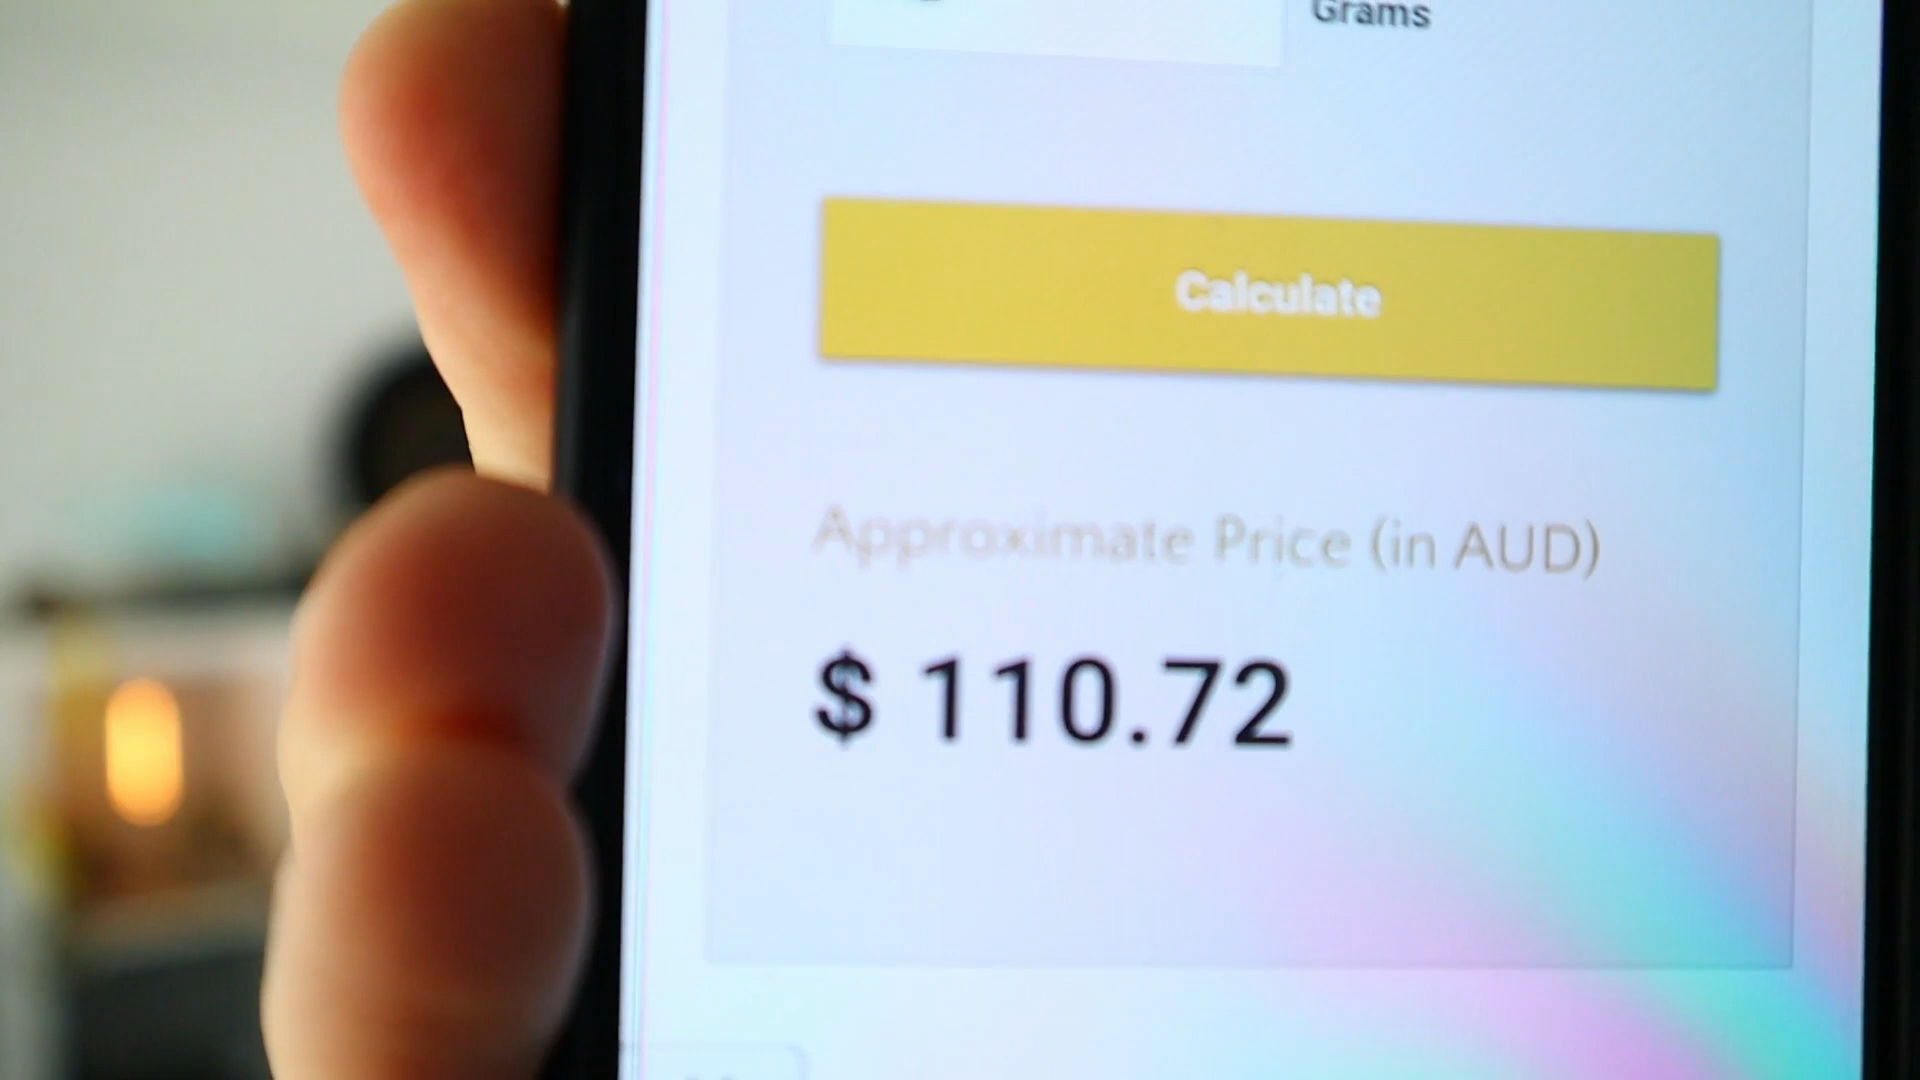 Grams
Calculate
Approximate Price (in AUD)
$ 110.72